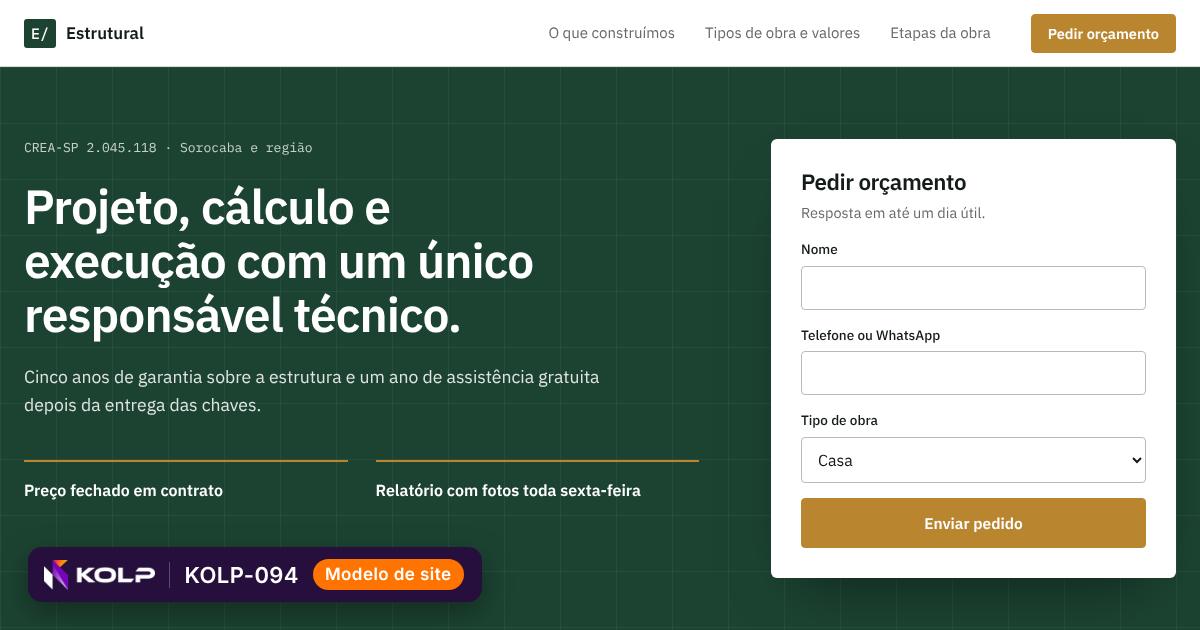 E/ Estrutural
O que construímos
Tipos de obra e valores
Etapas da obra
Pedir orçamento
CREA-SP 2.045.118 · Sorocaba e região
Projeto, cálculo e
execução com um único
responsável técnico.
Cinco anos de garantia sobre a estrutura e um ano de assistência gratuita
depois da entrega das chaves.
Preço fechado em contrato
Relatório com fotos toda sexta-feira
Pedir orçamento
Resposta em até um dia útil.
Nome
Telefone ou WhatsApp
Tipo de obra
Casa
Enviar pedido
KOLP KOLP-094 Modelo de site